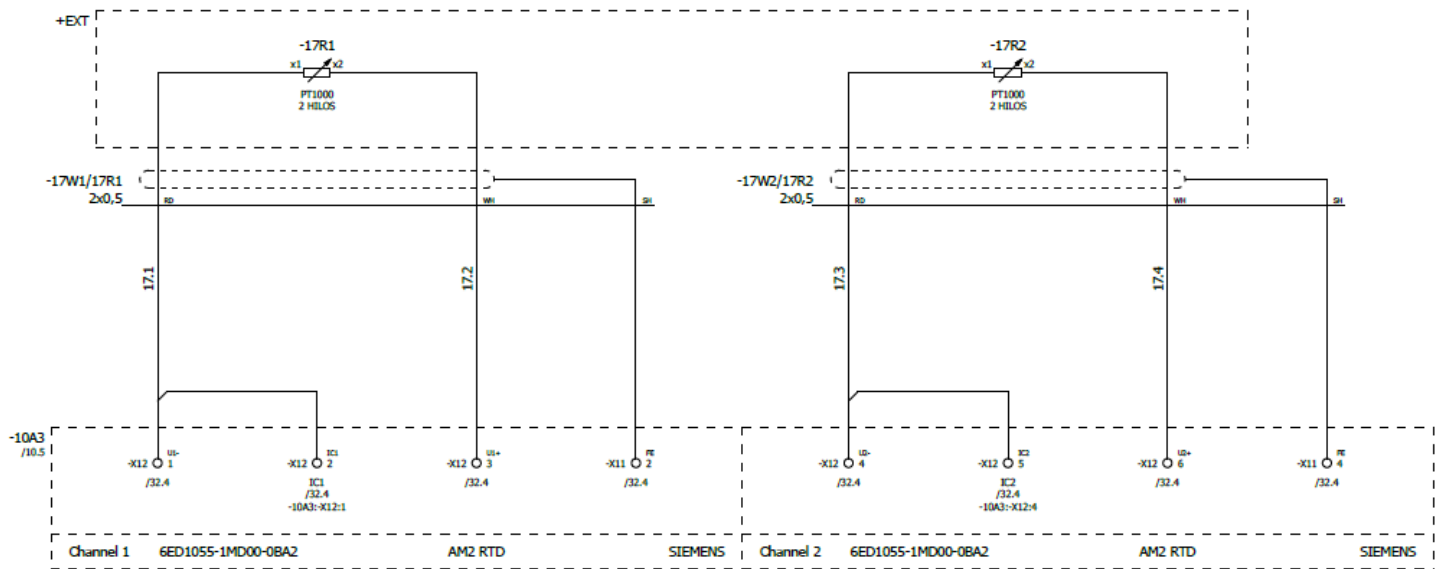 +EXT
-17R1
x1 x2
PT1000
2 HILOS
-17R2
x1 x2
PT1000
2 HILOS
-17W1/17R1
2x0,5
RD
WH
SH
-17W2/17R2
2x0,5
RD
WH
SH
17.1
17.2
17.3
17.4
-10A3
/10.5
-X12 1 U1-
/32.4
-X12 2 IC1
IC1
/32.4
-10A3:-X12:1
-X12 3 U1+
/32.4
-X11 2 FE
/32.4
-X12 4 U2-
/32.4
-X12 5 IC2
IC2
/32.4
-10A3:-X12:4
-X12 6 U2+
/32.4
-X11 4 FE
/32.4
Channel 1 6ED1055-1MD00-0BA2 AM2 RTD SIEMENS
Channel 2 6ED1055-1MD00-0BA2 AM2 RTD SIEMENS